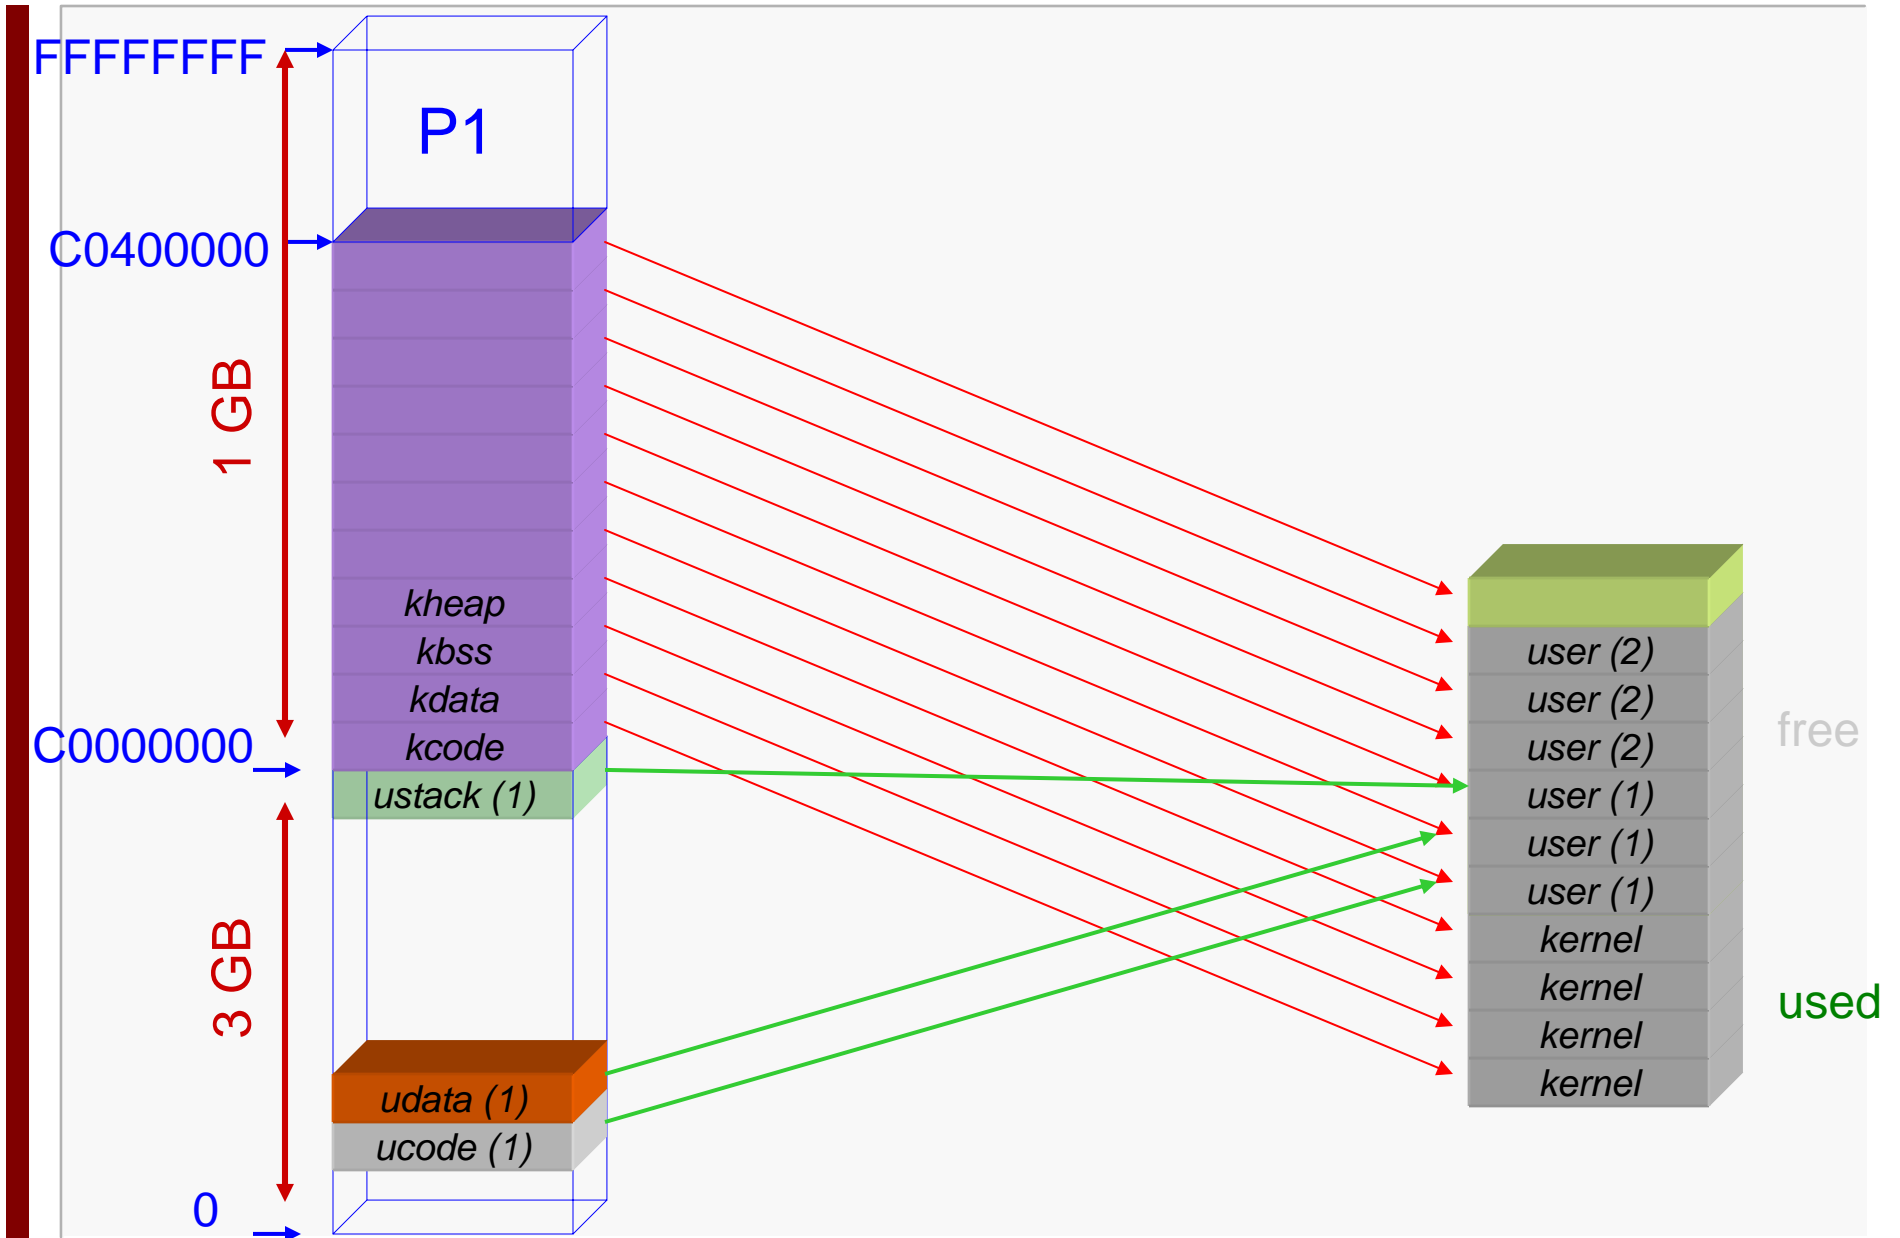 FFFFFFFF
P1
C0400000
1 GB
kheap
kbss
kdata
C0000000
kcode
ustack (1)
3 GB
udata (1)
ucode (1)
0
user (2)
user (2)
user (2)
user (1)
user (1)
user (1)
kernel
kernel
kernel
kernel
free
used